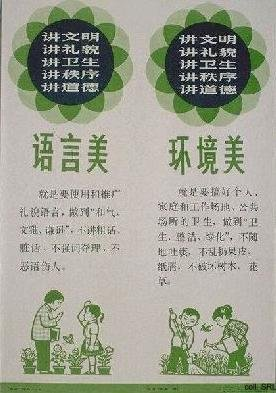 讲文明
讲礼貌
讲卫生
讲秩序
讲道德
语言美
就是要使用和推广
礼貌语言，做到“和气、
文雅、谦逊”，不讲粗话、
脏话，不强词夺理，不
恶语伤人。
讲文明
讲礼貌
讲卫生
讲秩序
讲道德
环境美
就是要搞好个人、
家庭和工作场地、公共
场所的卫生，做到“卫
生、整洁、绿化”，不随
地吐痰，不乱扔果皮、
纸屑，不破坏树木、花
草。
coll. SRL